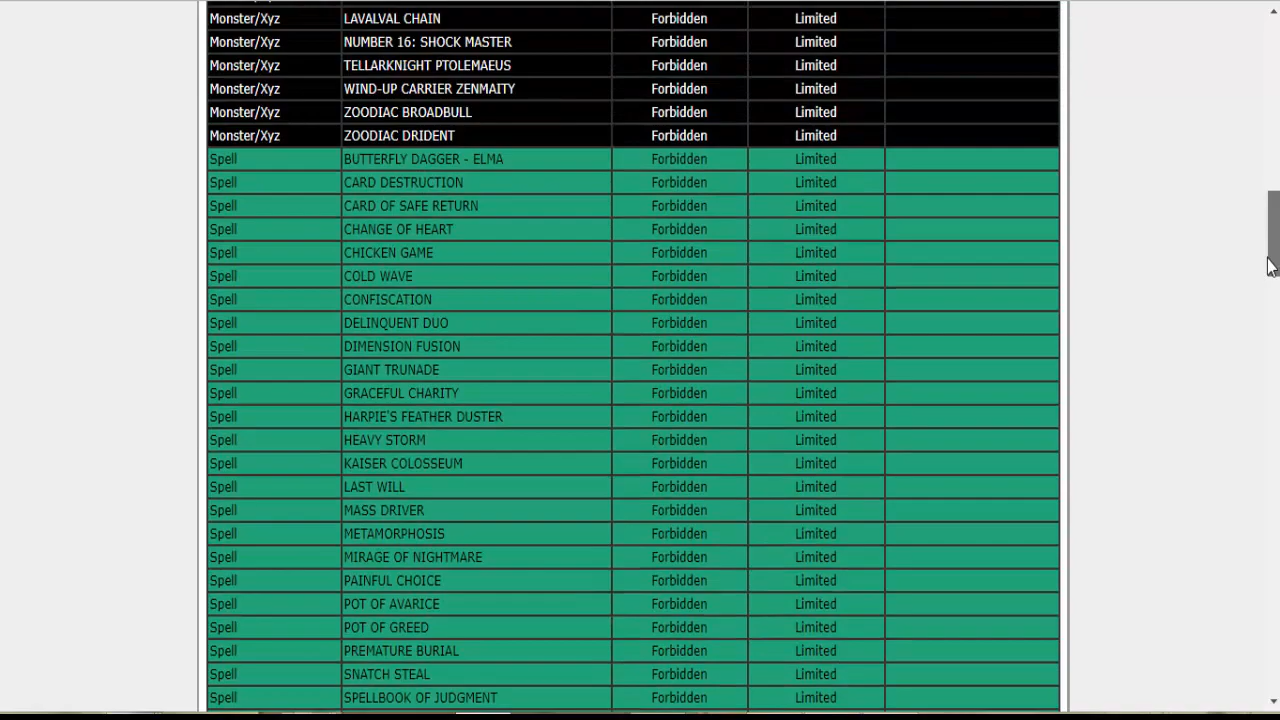 Monster/Xyz LAVALVAL CHAIN Forbidden Limited
Monster/Xyz NUMBER 16: SHOCK MASTER Forbidden Limited
Monster/Xyz TELLARKNIGHT PTOLEMAEUS Forbidden Limited
Monster/Xyz WIND-UP CARRIER ZENMAITY Forbidden Limited
Monster/Xyz ZOODIAC BROADBULL Forbidden Limited
Monster/Xyz ZOODIAC DRIDENT Forbidden Limited
Spell BUTTERFLY DAGGER - ELMA Forbidden Limited
Spell CARD DESTRUCTION Forbidden Limited
Spell CARD OF SAFE RETURN Forbidden Limited
Spell CHANGE OF HEART Forbidden Limited
Spell CHICKEN GAME Forbidden Limited
Spell COLD WAVE Forbidden Limited
Spell CONFISCATION Forbidden Limited
Spell DELINQUENT DUO Forbidden Limited
Spell DIMENSION FUSION Forbidden Limited
Spell GIANT TRUNADE Forbidden Limited
Spell GRACEFUL CHARITY Forbidden Limited
Spell HARPIE'S FEATHER DUSTER Forbidden Limited
Spell HEAVY STORM Forbidden Limited
Spell KAISER COLOSSEUM Forbidden Limited
Spell LAST WILL Forbidden Limited
Spell MASS DRIVER Forbidden Limited
Spell METAMORPHOSIS Forbidden Limited
Spell MIRAGE OF NIGHTMARE Forbidden Limited
Spell PAINFUL CHOICE Forbidden Limited
Spell POT OF AVARICE Forbidden Limited
Spell POT OF GREED Forbidden Limited
Spell PREMATURE BURIAL Forbidden Limited
Spell SNATCH STEAL Forbidden Limited
Spell SPELLBOOK OF JUDGMENT Forbidden Limited